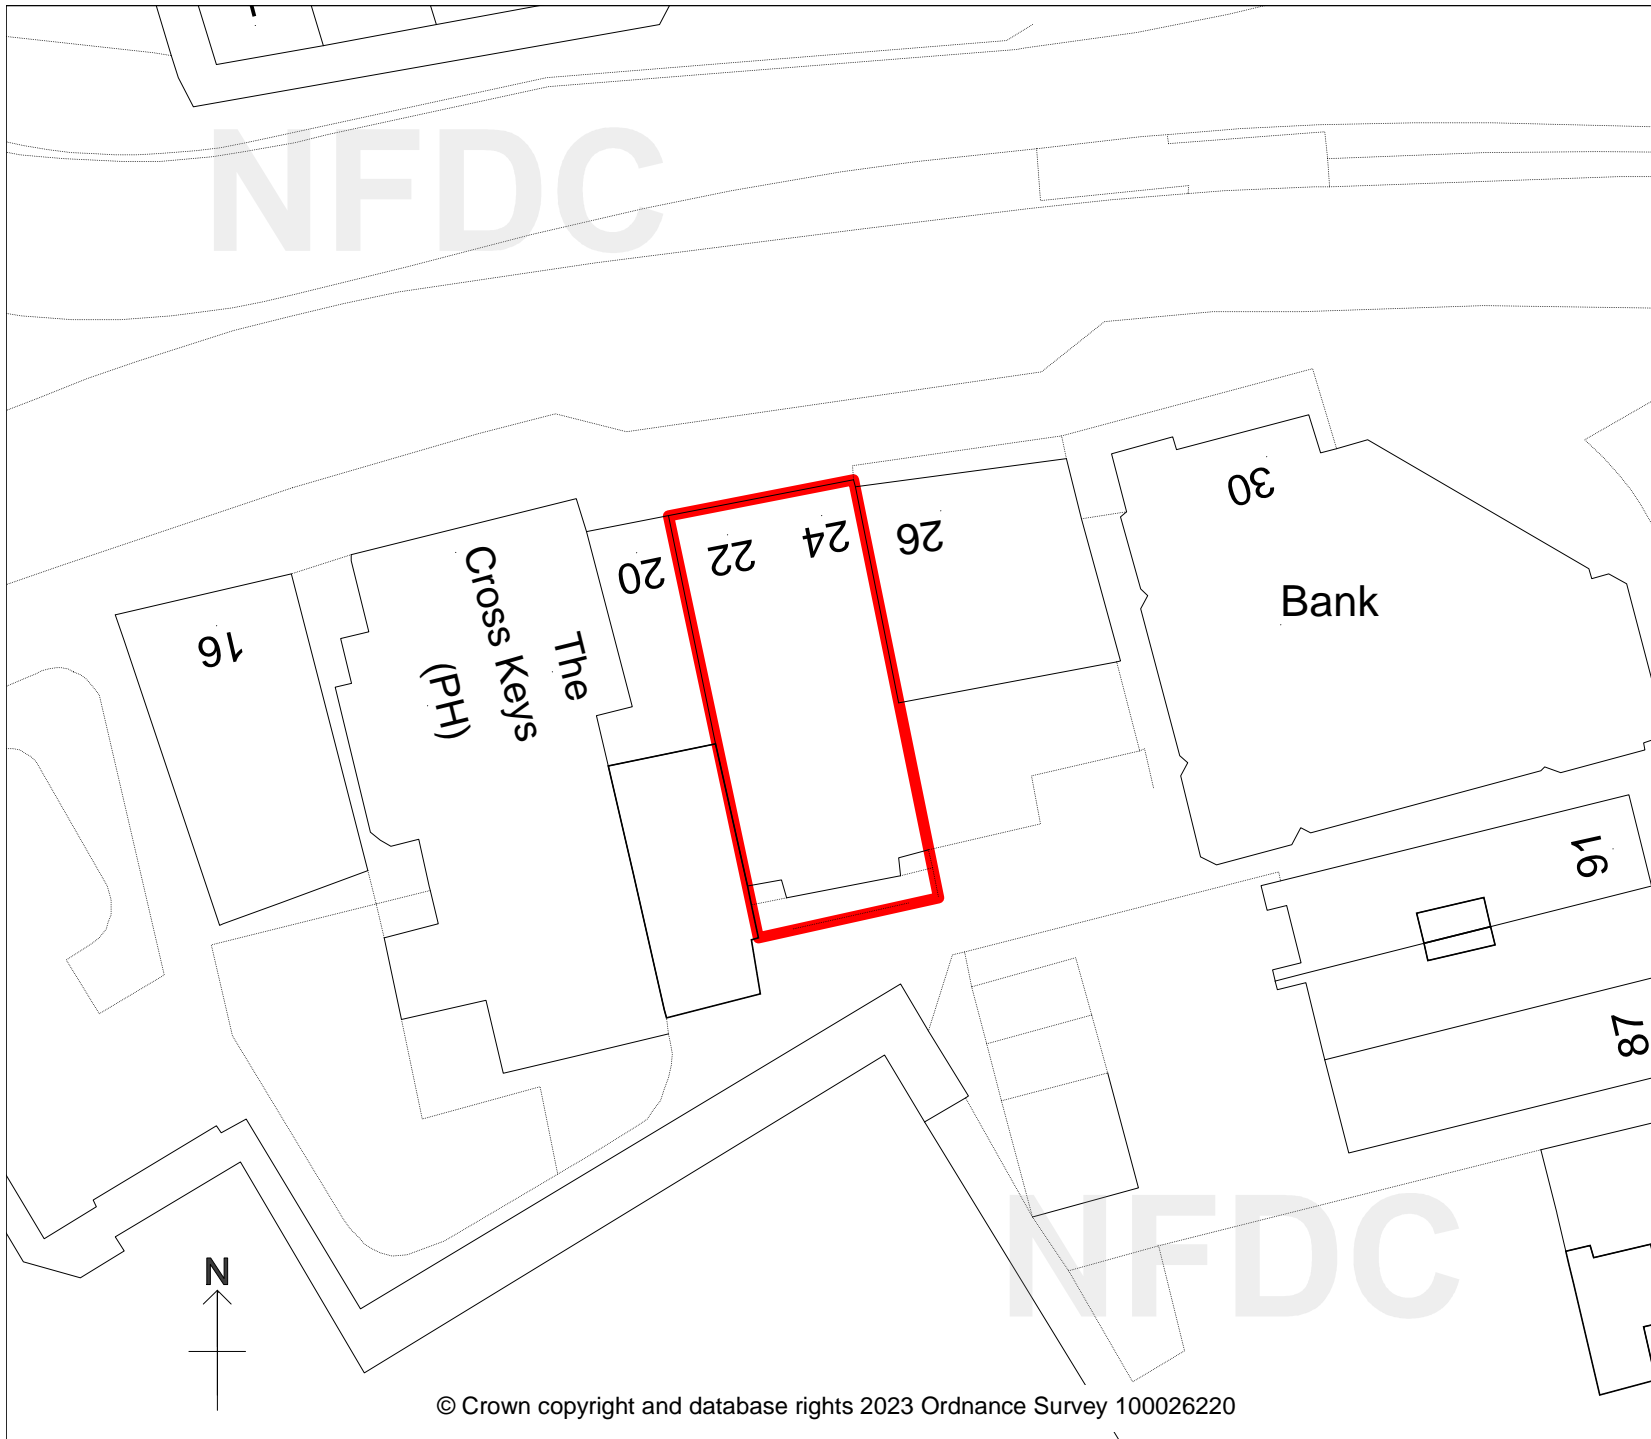 NFDC
30
24
26
22
20
Bank
The
Cross Keys
(PH)
16
91
87
NFDC
N
© Crown copyright and database rights 2023 Ordnance Survey 100026220